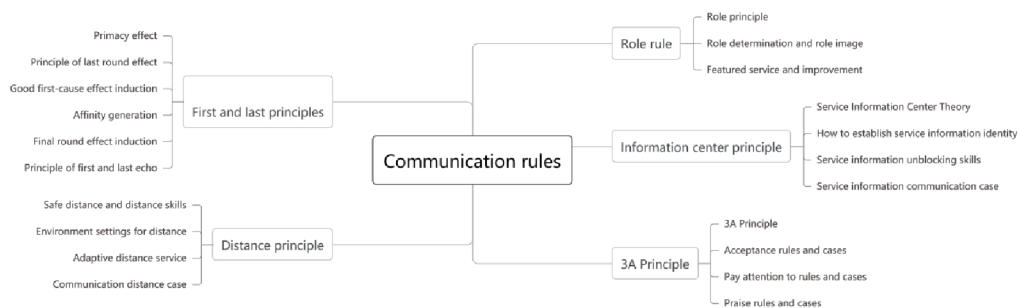 Communication rules
First and last principles
Primacy effect
Principle of last round effect
Good first-cause effect induction
Affinity generation
Final round effect induction
Principle of first and last echo
Distance principle
Safe distance and distance skills
Environment settings for distance
Adaptive distance service
Communication distance case
Role rule
Role principle
Role determination and role image
Featured service and improvement
Information center principle
Service Information Center Theory
How to establish service information identity
Service information unblocking skills
Service information communication case
3A Principle
3A Principle
Acceptance rules and cases
Pay attention to rules and cases
Praise rules and cases